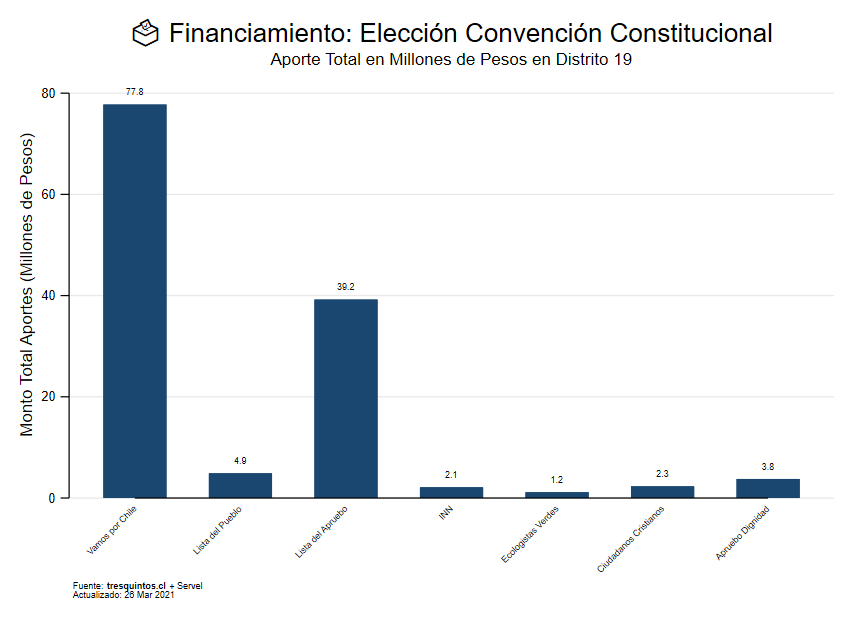 Financiamiento: Elección Convención Constitucional
Aporte Total en Millones de Pesos en Distrito 19
Monto Total Aportes (Millones de Pesos)
80
60
40
20
0
77.8
4.9
39.2
2.1
1.2
2.3
3.8
Vamos por Chile
Lista del Pueblo
Lista del Apruebo
INN
Ecologistas Verdes
Ciudadanos Cristianos
Apruebo Dignidad
Fuente: tresquintos.cl + Servel
Actualizado: 26 Mar 2021